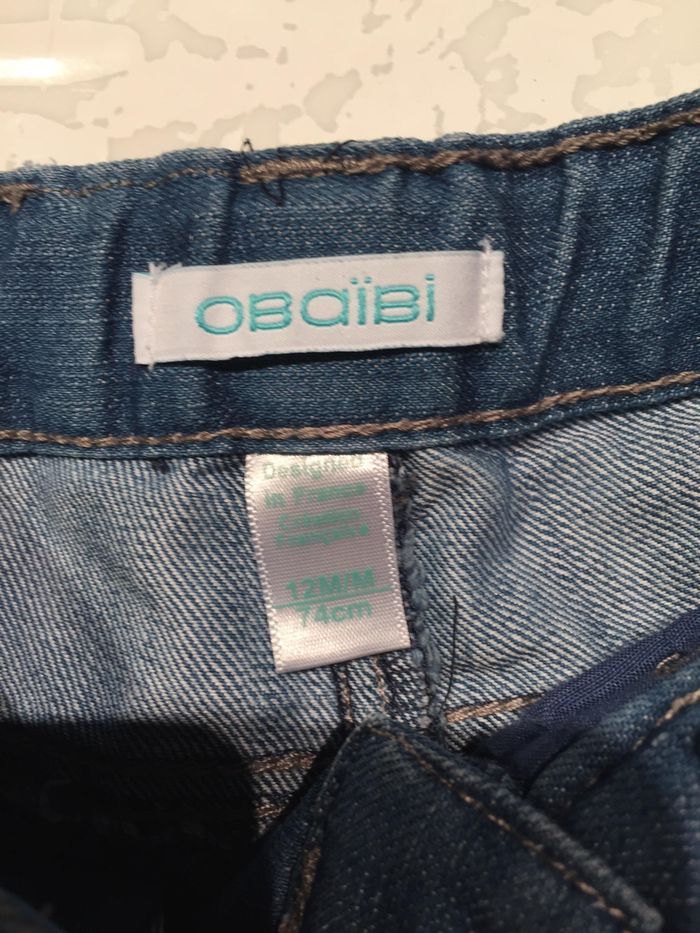 OBaïBi
Designed
in France
Création
française
12M/M
74cm